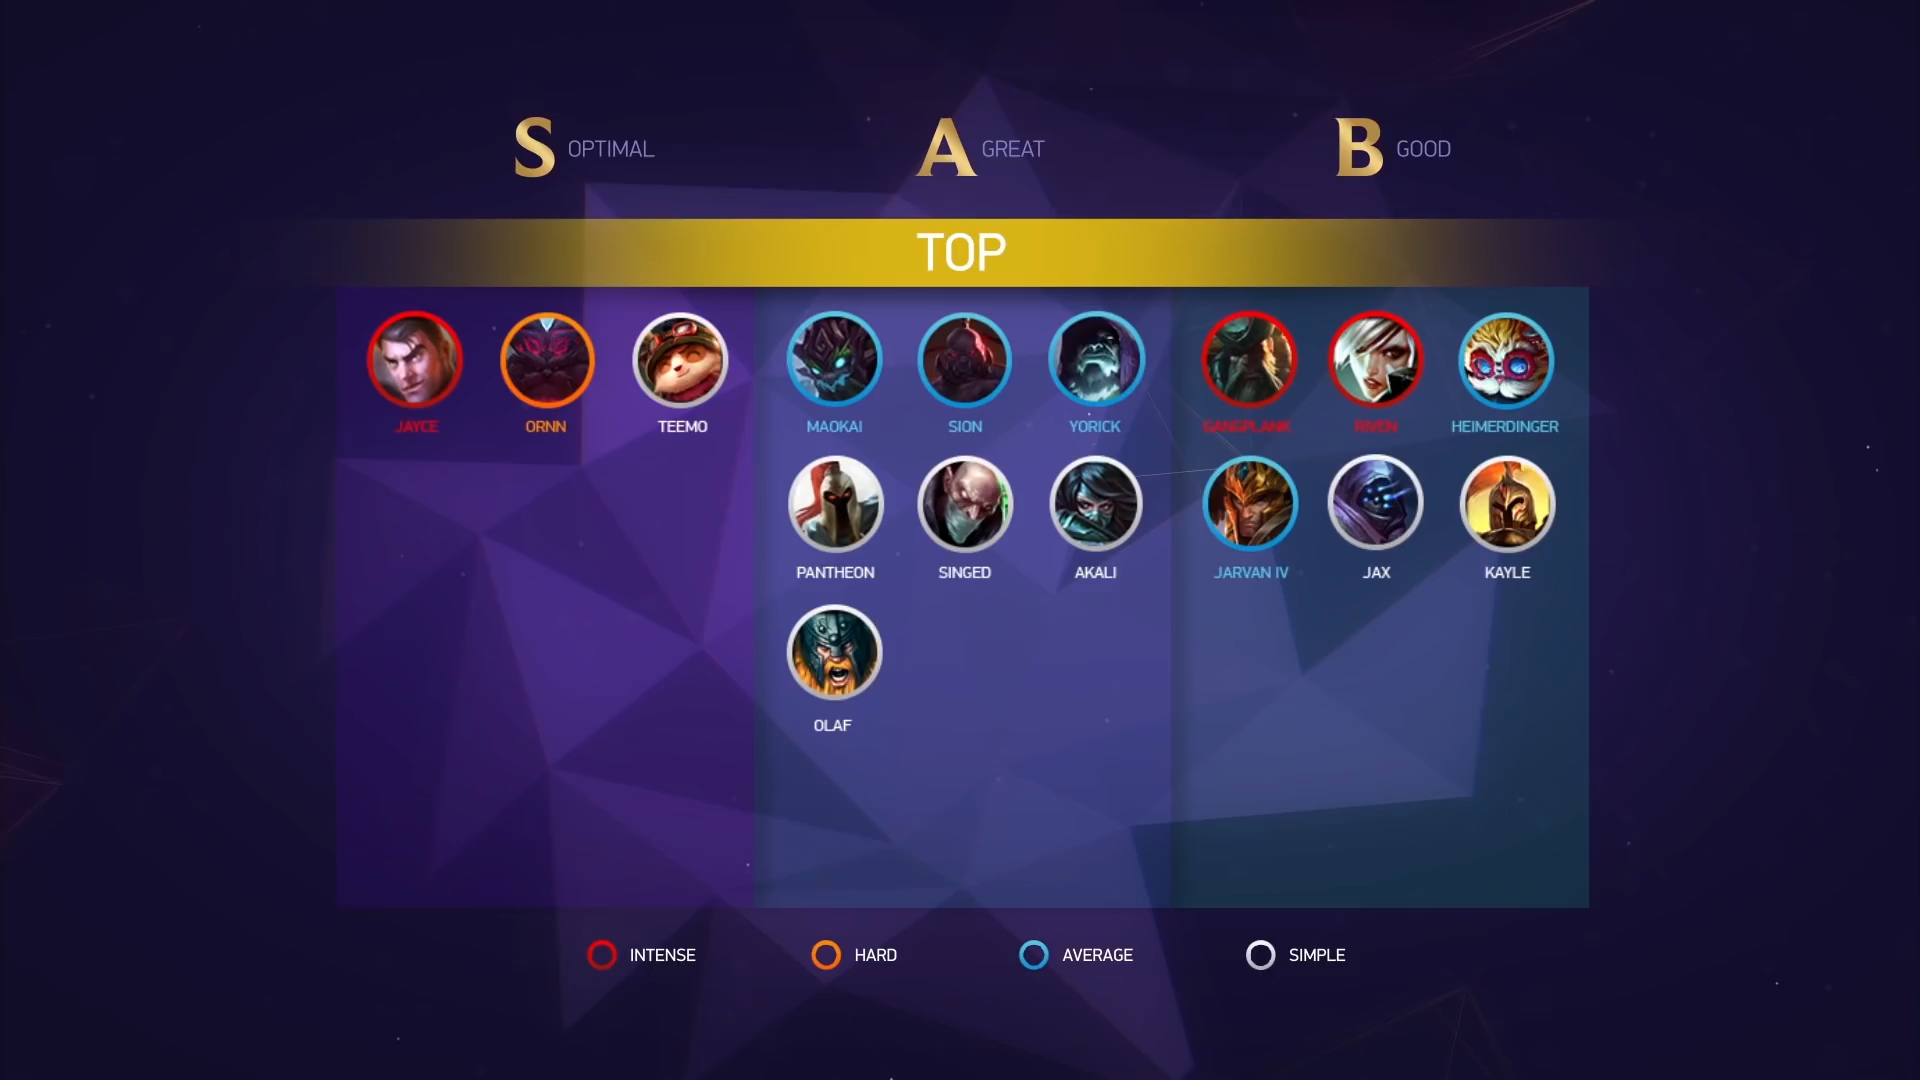 S OPTIMAL A GREAT B GOOD
TOP
JAYCE ORNN TEEMO MAOKAI SION YORICK GANGPLANK RIVEN HEIMERDINGER
PANTHEON SINGED AKALI JARVAN IV JAX KAYLE
OLAF
INTENSE HARD AVERAGE SIMPLE